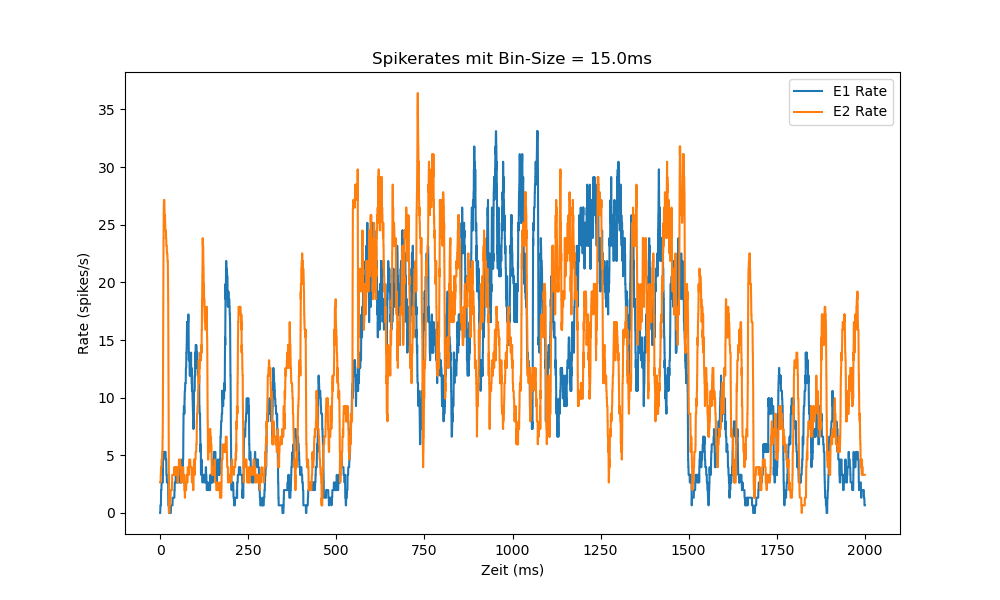 Spikerates mit Bin-Size = 15.0ms
E1 Rate
E2 Rate
Rate (spikes/s)
35
30
25
20
15
10
5
0
0 250 500 750 1000 1250 1500 1750 2000
Zeit (ms)